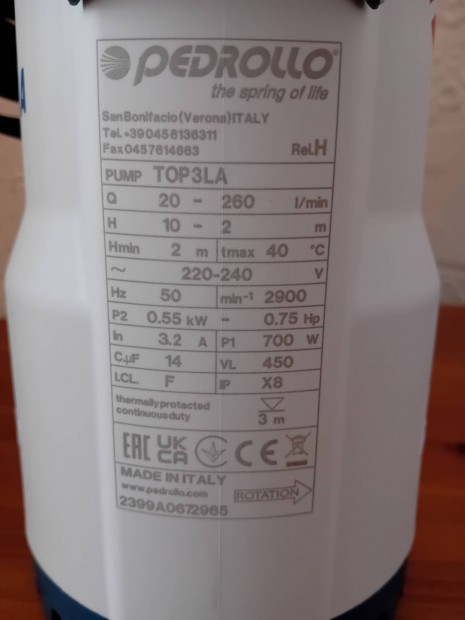 PEDROLLO®
the spring of life
San Bonifacio (Verona) ITALY
Tel. +390456136311
Fax 0457614663 Rel.H
PUMP TOP3LA
Q 20 - 260 l/min
H 10 - 2 m
Hmin 2 m tmax 40 °C
~ 220-240 V
Hz 50 min-1 2900
P2 0.55 kW - 0.75 Hp
In 3.2 A P1 700 W
C.µF 14 VL 450
I.CL. F IP X8
thermally protected
continuous duty 3 m
EAC UKCA CE
MADE IN ITALY
www.pedrollo.com ROTATION
2399A0672965